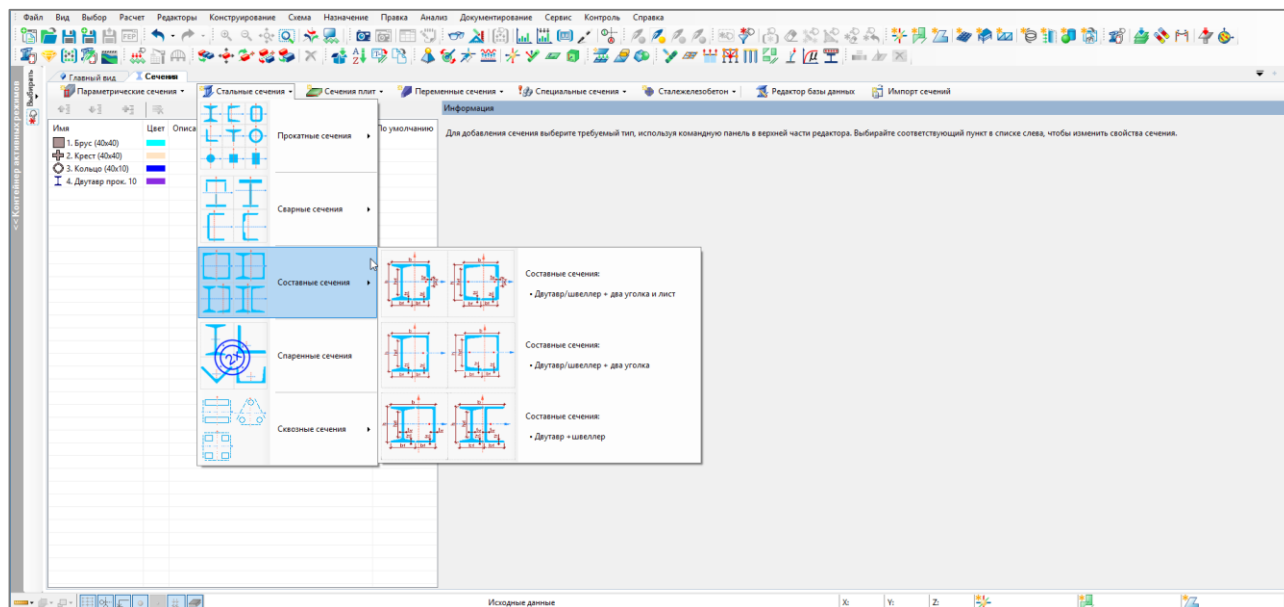 Файл Вид Выбор Расчет Редакторы Конструирование Схема Назначение Правка Анализ Документирование Сервис Контроль Справка
Главный вид Сечения
Параметрические сечения Стальные сечения Сечения плит Переменные сечения Специальные сечения Сталежелезобетон Редактор базы данных Импорт сечений
<< Контейнер активных режимов
Выбирать
Информация
Имя Цвет По умолчанию
Для добавления сечения выберите требуемый тип, используя командную панель в верхней части редактора. Выбирайте соответствующий пункт в списке слева, чтобы изменить свойства сечения.
1. Брус (40x40)
2. Крест (40x40)
3. Кольцо (40x10)
4. Двутавр прок. 10
Прокатные сечения
Сварные сечения
Составные сечения
Спаренные сечения
Сквозные сечения
Составные сечения:
• Двутавр/швеллер + два уголка и лист
Составные сечения:
• Двутавр/швеллер + два уголка
Составные сечения:
• Двутавр +швеллер
2X
Исходные данные X: Y: Z: